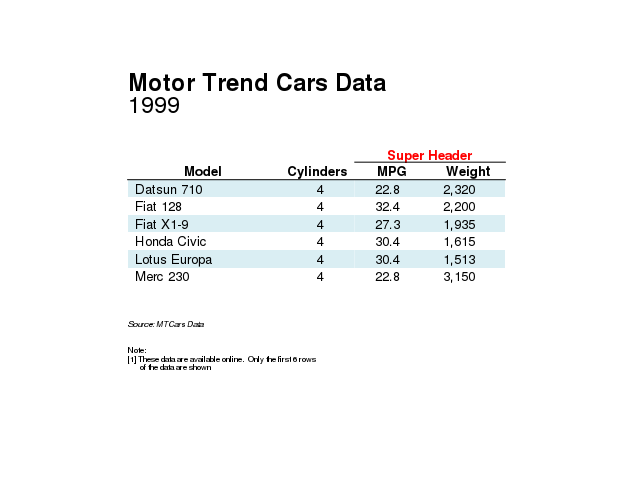 Motor Trend Cars Data
1999
Super Header
Model Cylinders MPG Weight
Datsun 710 4 22.8 2,320
Fiat 128 4 32.4 2,200
Fiat X1-9 4 27.3 1,935
Honda Civic 4 30.4 1,615
Lotus Europa 4 30.4 1,513
Merc 230 4 22.8 3,150
Source: MTCars Data
Note:
[1] These data are available online. Only the first 6 rows
of the data are shown